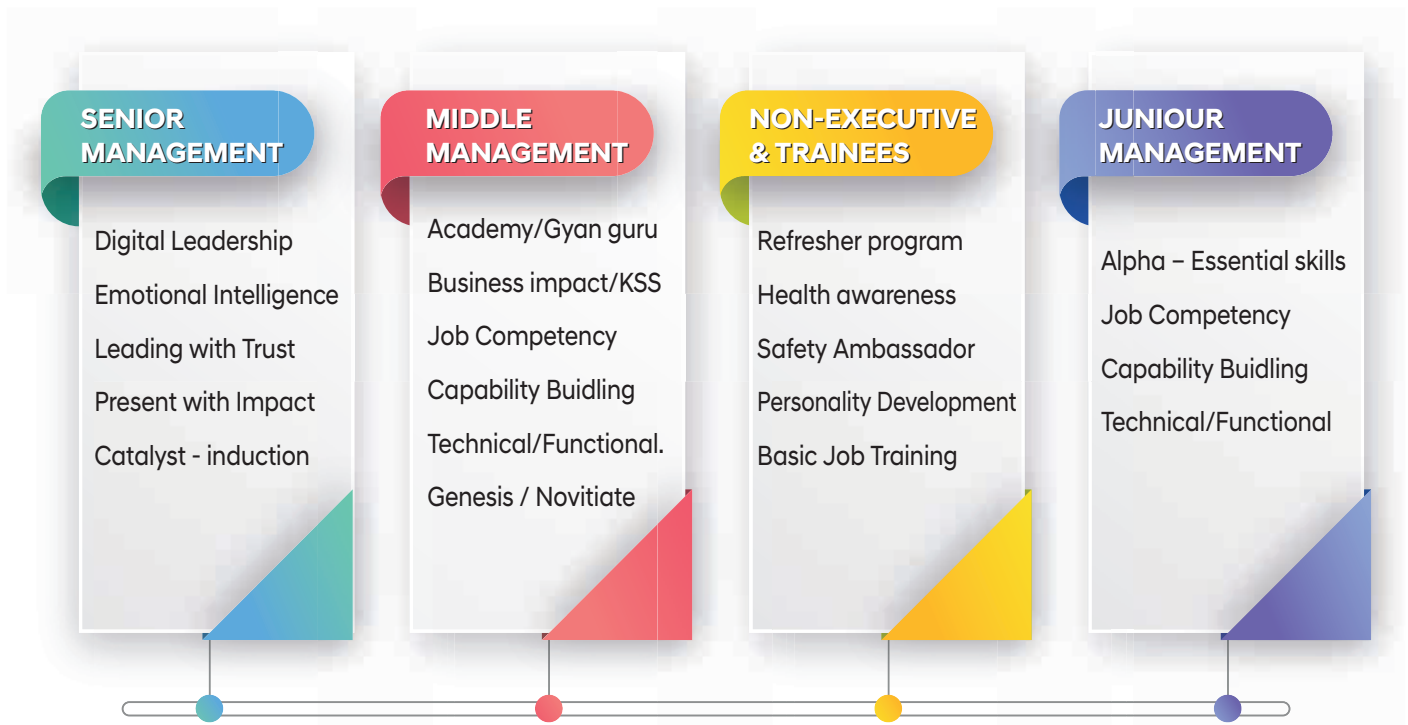 SENIOR
MANAGEMENT
Digital Leadership
Emotional Intelligence
Leading with Trust
Present with Impact
Catalyst - induction
MIDDLE
MANAGEMENT
Academy/Gyan guru
Business impact/KSS
Job Competency
Capability Buidling
Technical/Functional.
Genesis / Novitiate
NON-EXECUTIVE
& TRAINEES
Refresher program
Health awareness
Safety Ambassador
Personality Development
Basic Job Training
JUNIOUR
MANAGEMENT
Alpha – Essential skills
Job Competency
Capability Buidling
Technical/Functional